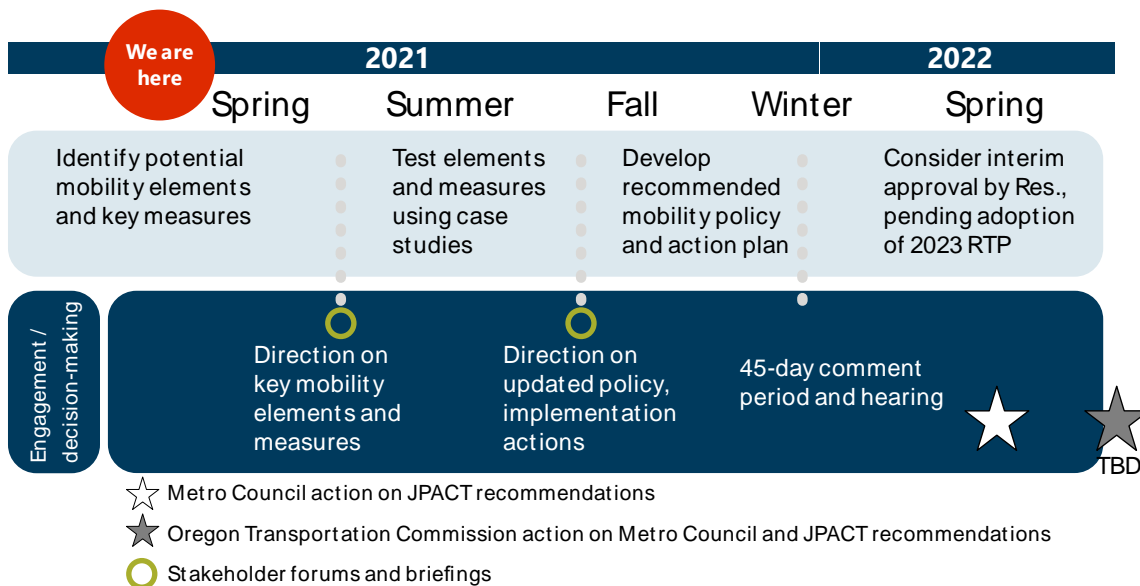 We are
here
2021
2022
Spring
Summer
Fall
Winter
Spring
Identify potential
mobility elements
and key measures
Test elements
and measures
using case
studies
Develop
recommended
mobility policy
and action plan
Consider interim
approval by Res.,
pending adoption
of 2023 RTP
Engagement /
decision-making
Direction on
key mobility
elements and
measures
Direction on
updated policy,
implementation
actions
45-day comment
period and hearing
TBD
Metro Council action on JPACT recommendations
Oregon Transportation Commission action on Metro Council and JPACT recommendations
Stakeholder forums and briefings